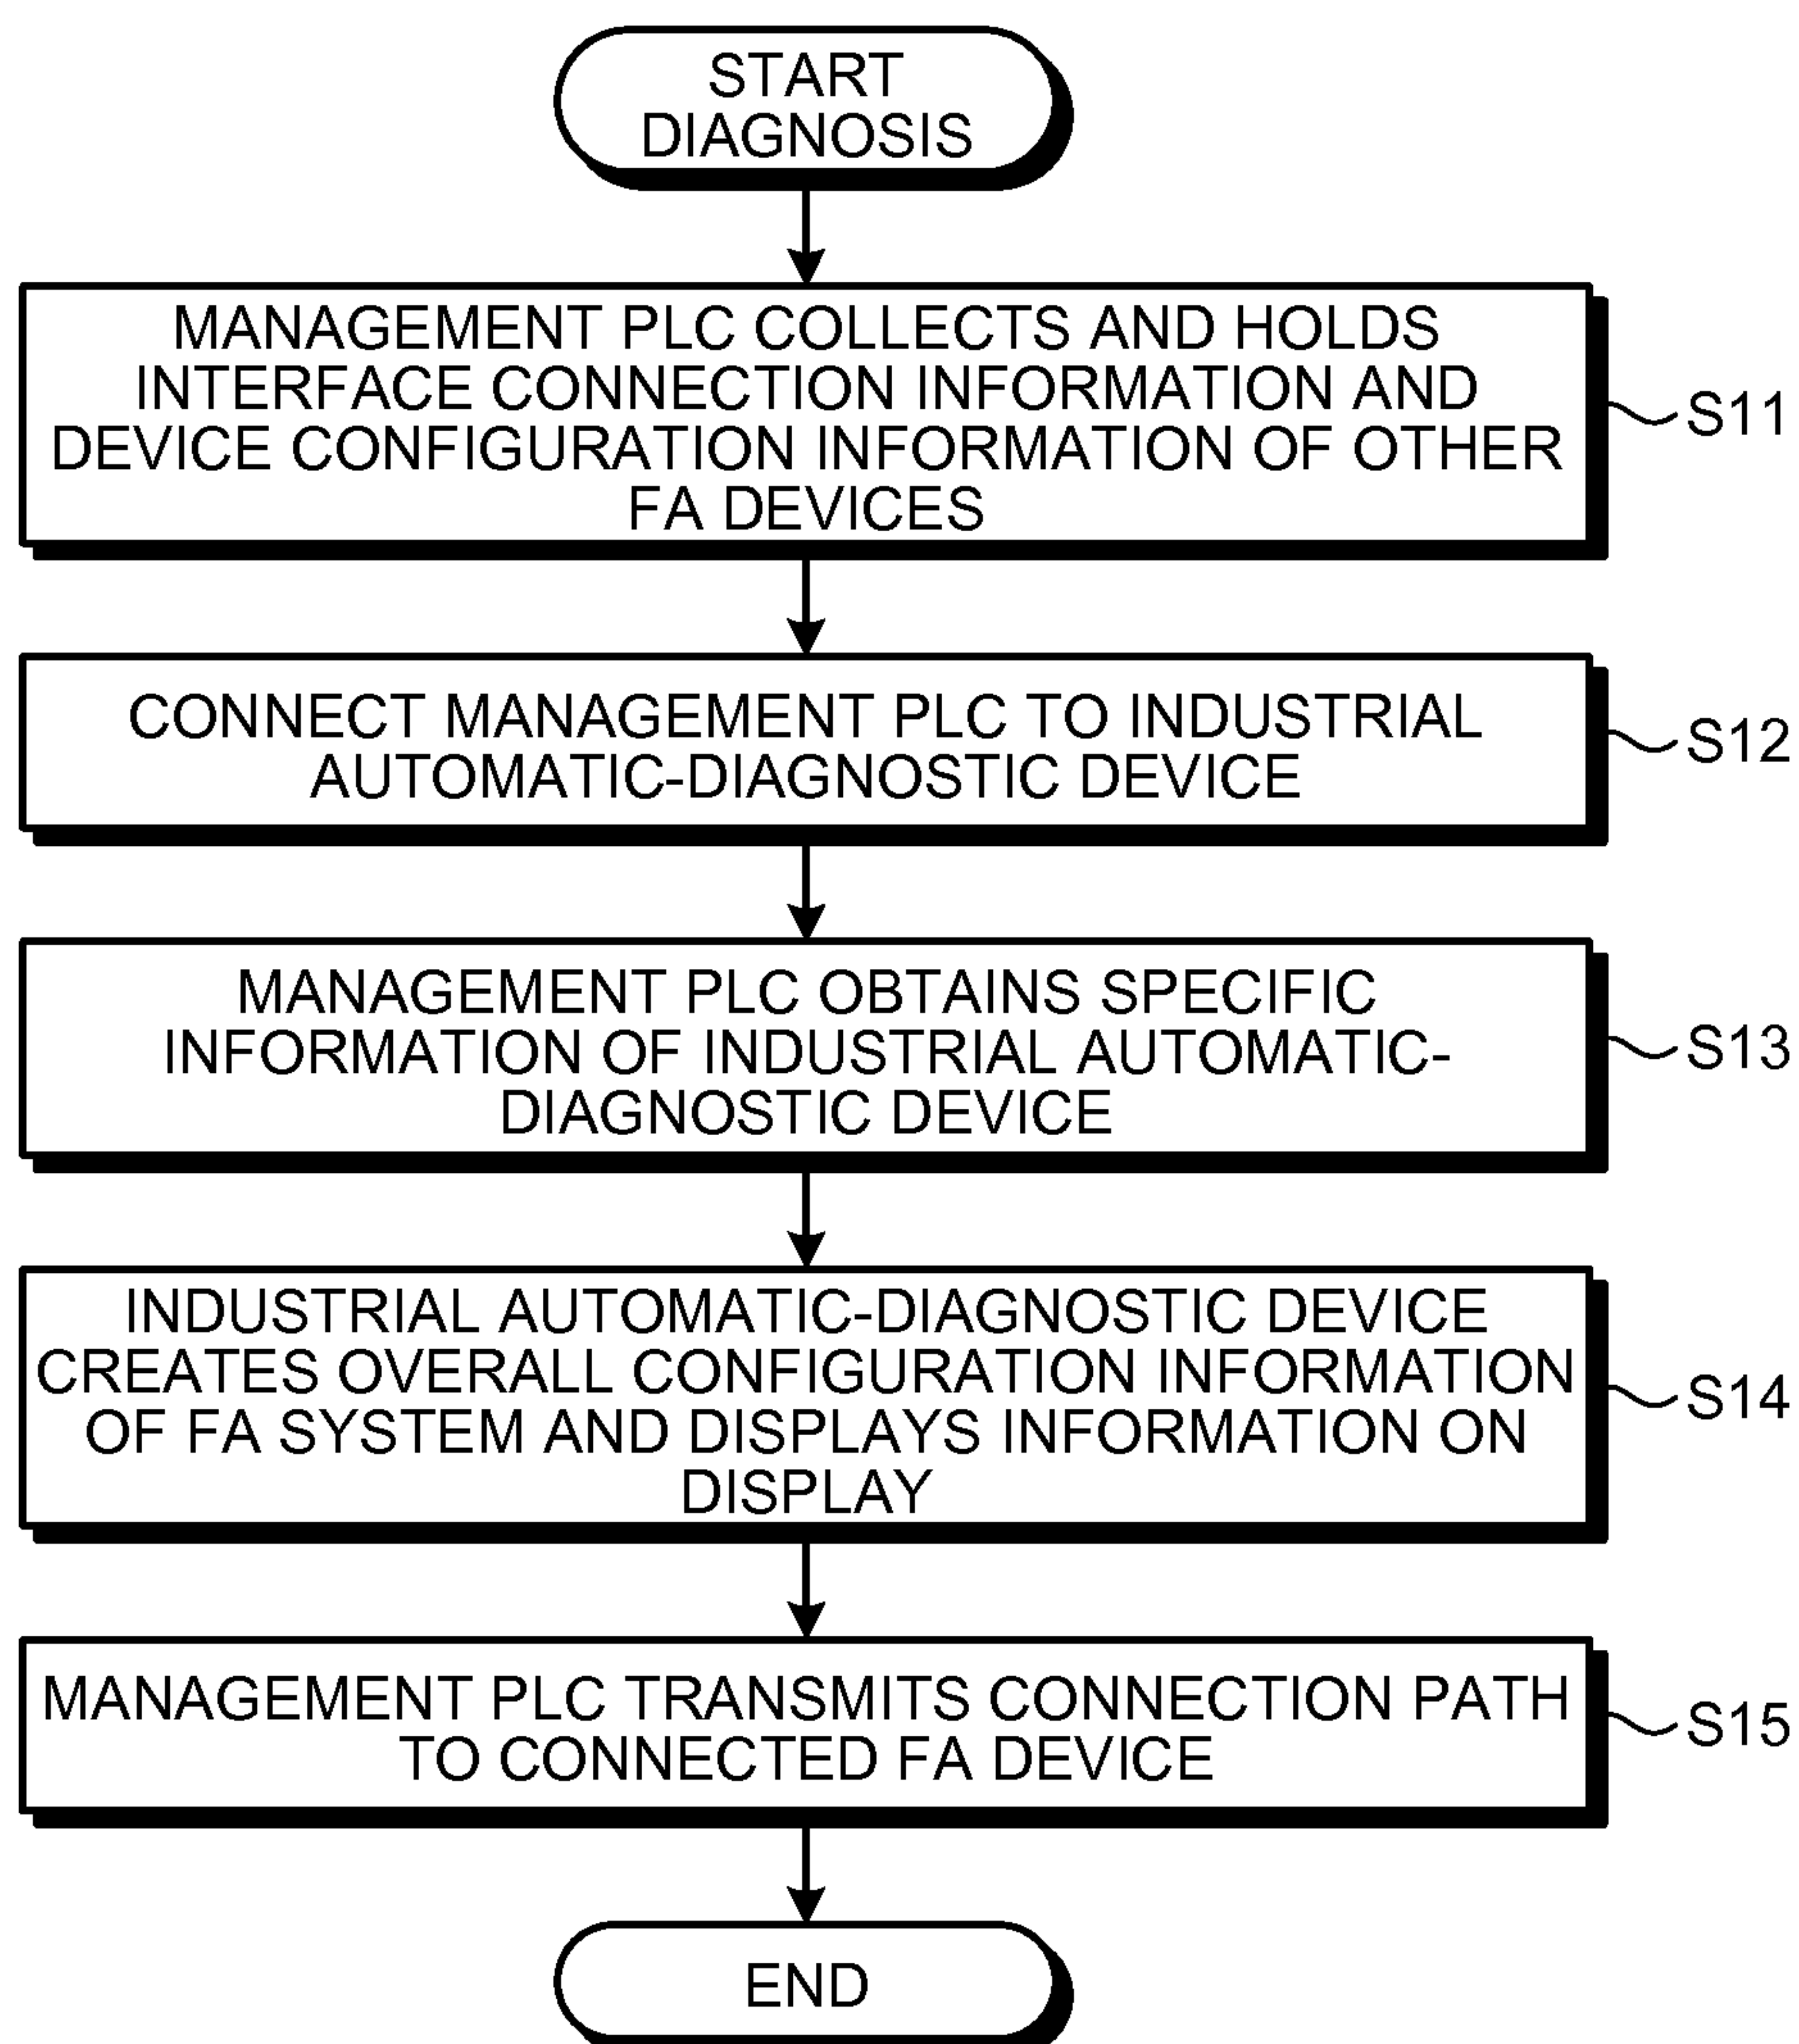 START
DIAGNOSIS
MANAGEMENT PLC COLLECTS AND HOLDS
INTERFACE CONNECTION INFORMATION AND
DEVICE CONFIGURATION INFORMATION OF OTHER
FA DEVICES
S11
CONNECT MANAGEMENT PLC TO INDUSTRIAL
AUTOMATIC-DIAGNOSTIC DEVICE
S12
MANAGEMENT PLC OBTAINS SPECIFIC
INFORMATION OF INDUSTRIAL AUTOMATIC-
DIAGNOSTIC DEVICE
S13
INDUSTRIAL AUTOMATIC-DIAGNOSTIC DEVICE
CREATES OVERALL CONFIGURATION INFORMATION
OF FA SYSTEM AND DISPLAYS INFORMATION ON
DISPLAY
S14
MANAGEMENT PLC TRANSMITS CONNECTION PATH
TO CONNECTED FA DEVICE
S15
END